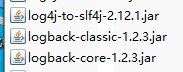 log4j-to-slf4j-2.12.1.jar
logback-classic-1.2.3.jar
logback-core-1.2.3.jar